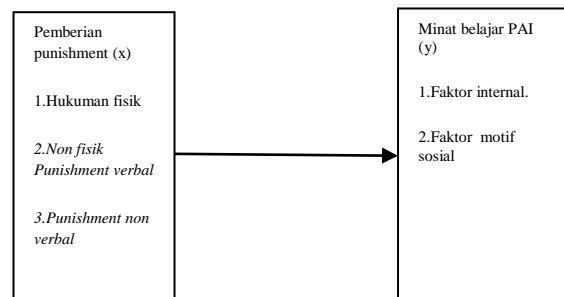 Pemberian
punishment (x)
1.Hukuman fisik
2.Non fisik
Punishment verbal
3.Punishment non
verbal
Minat belajar PAI
(y)
1.Faktor internal.
2.Faktor motif
sosial